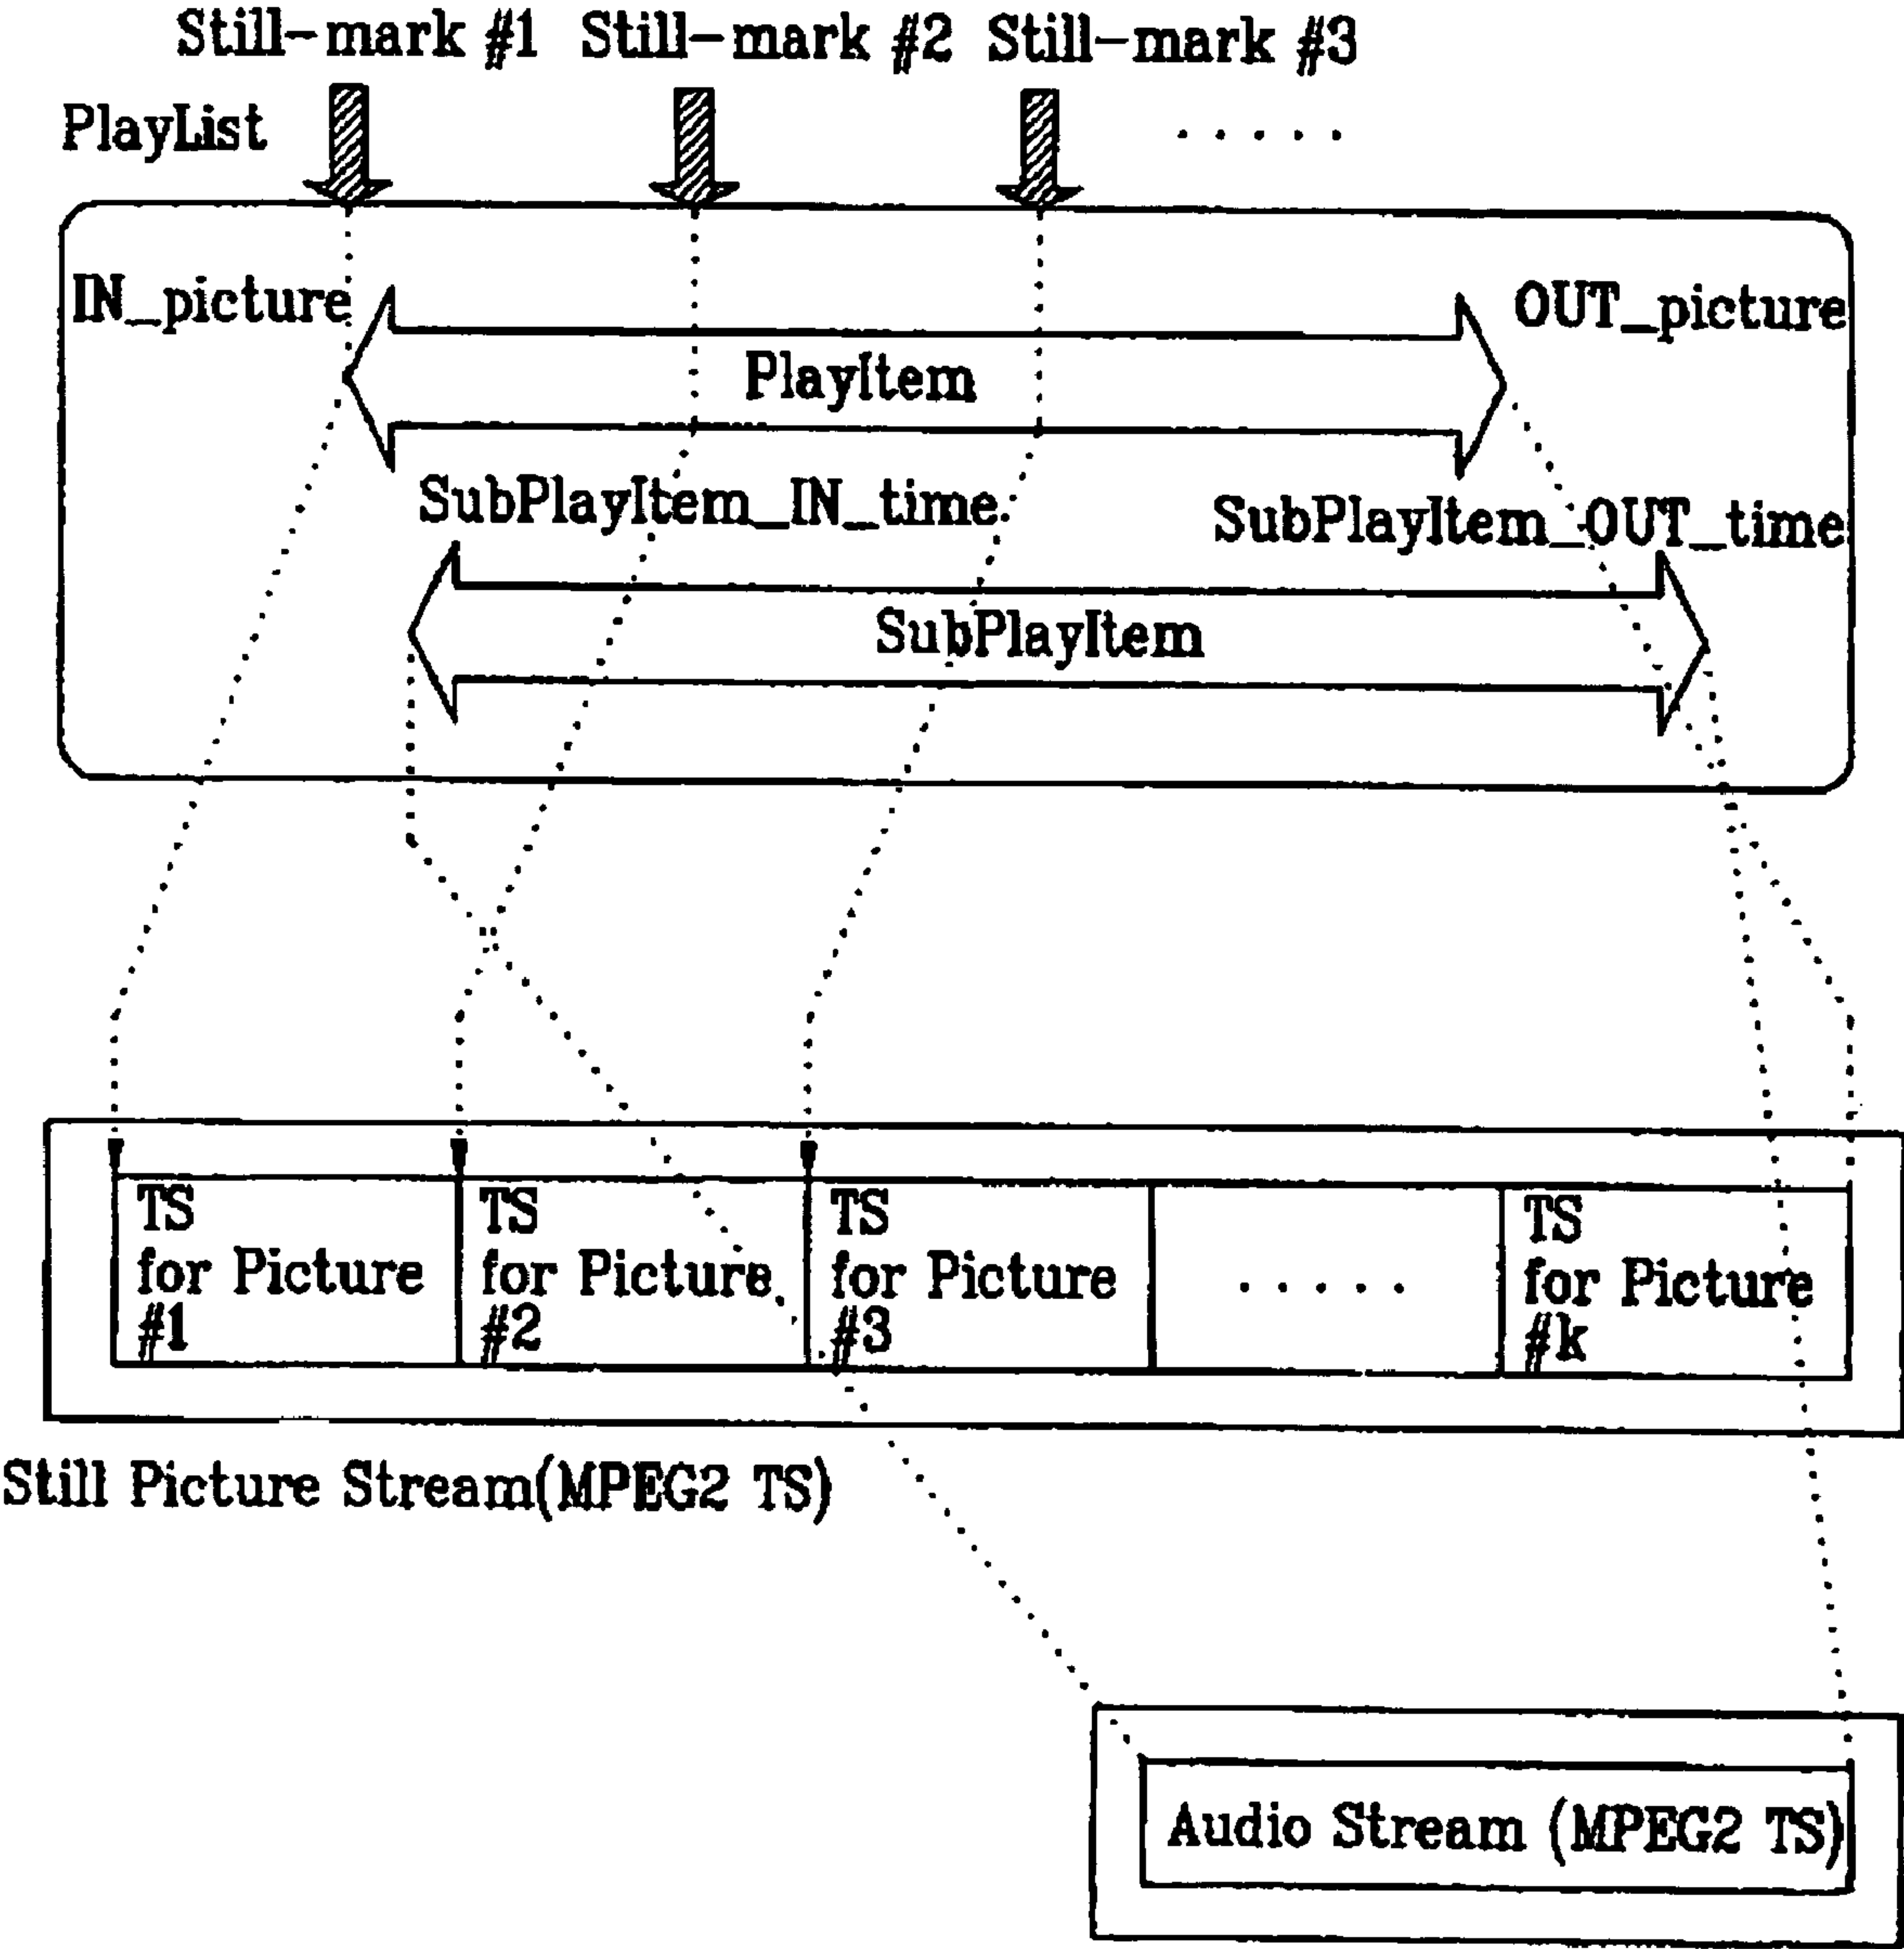 Still-mark #1 Still-mark #2 Still-mark #3
PlayList
.....
IN_picture
OUT_picture
PlayItem
SubPlayItem_IN_time
SubPlayItem_OUT_time
SubPlayItem
TS
for Picture
#1
TS
for Picture
#2
TS
for Picture
#3
.....
TS
for Picture
#k
Still Picture Stream(MPEG2 TS)
Audio Stream (MPEG2 TS)